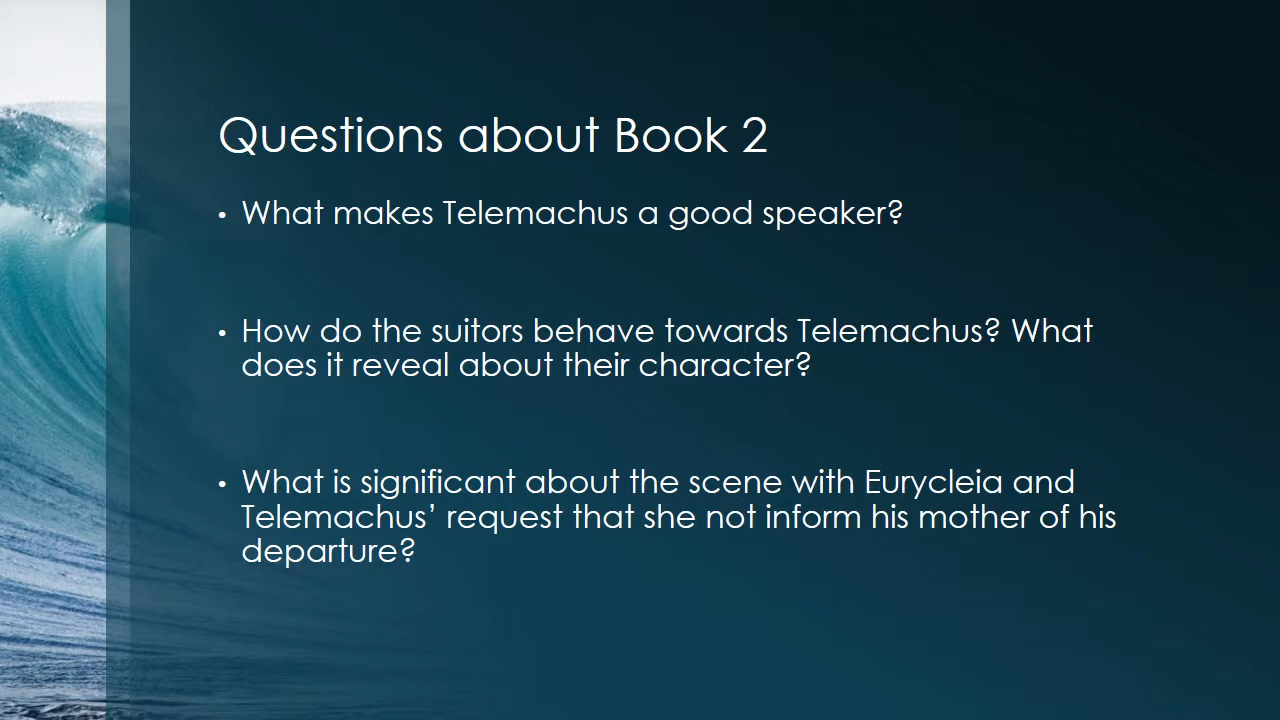 Questions about Book 2
• What makes Telemachus a good speaker?
• How do the suitors behave towards Telemachus? What
does it reveal about their character?
• What is significant about the scene with Eurycleia and
Telemachus’ request that she not inform his mother of his
departure?